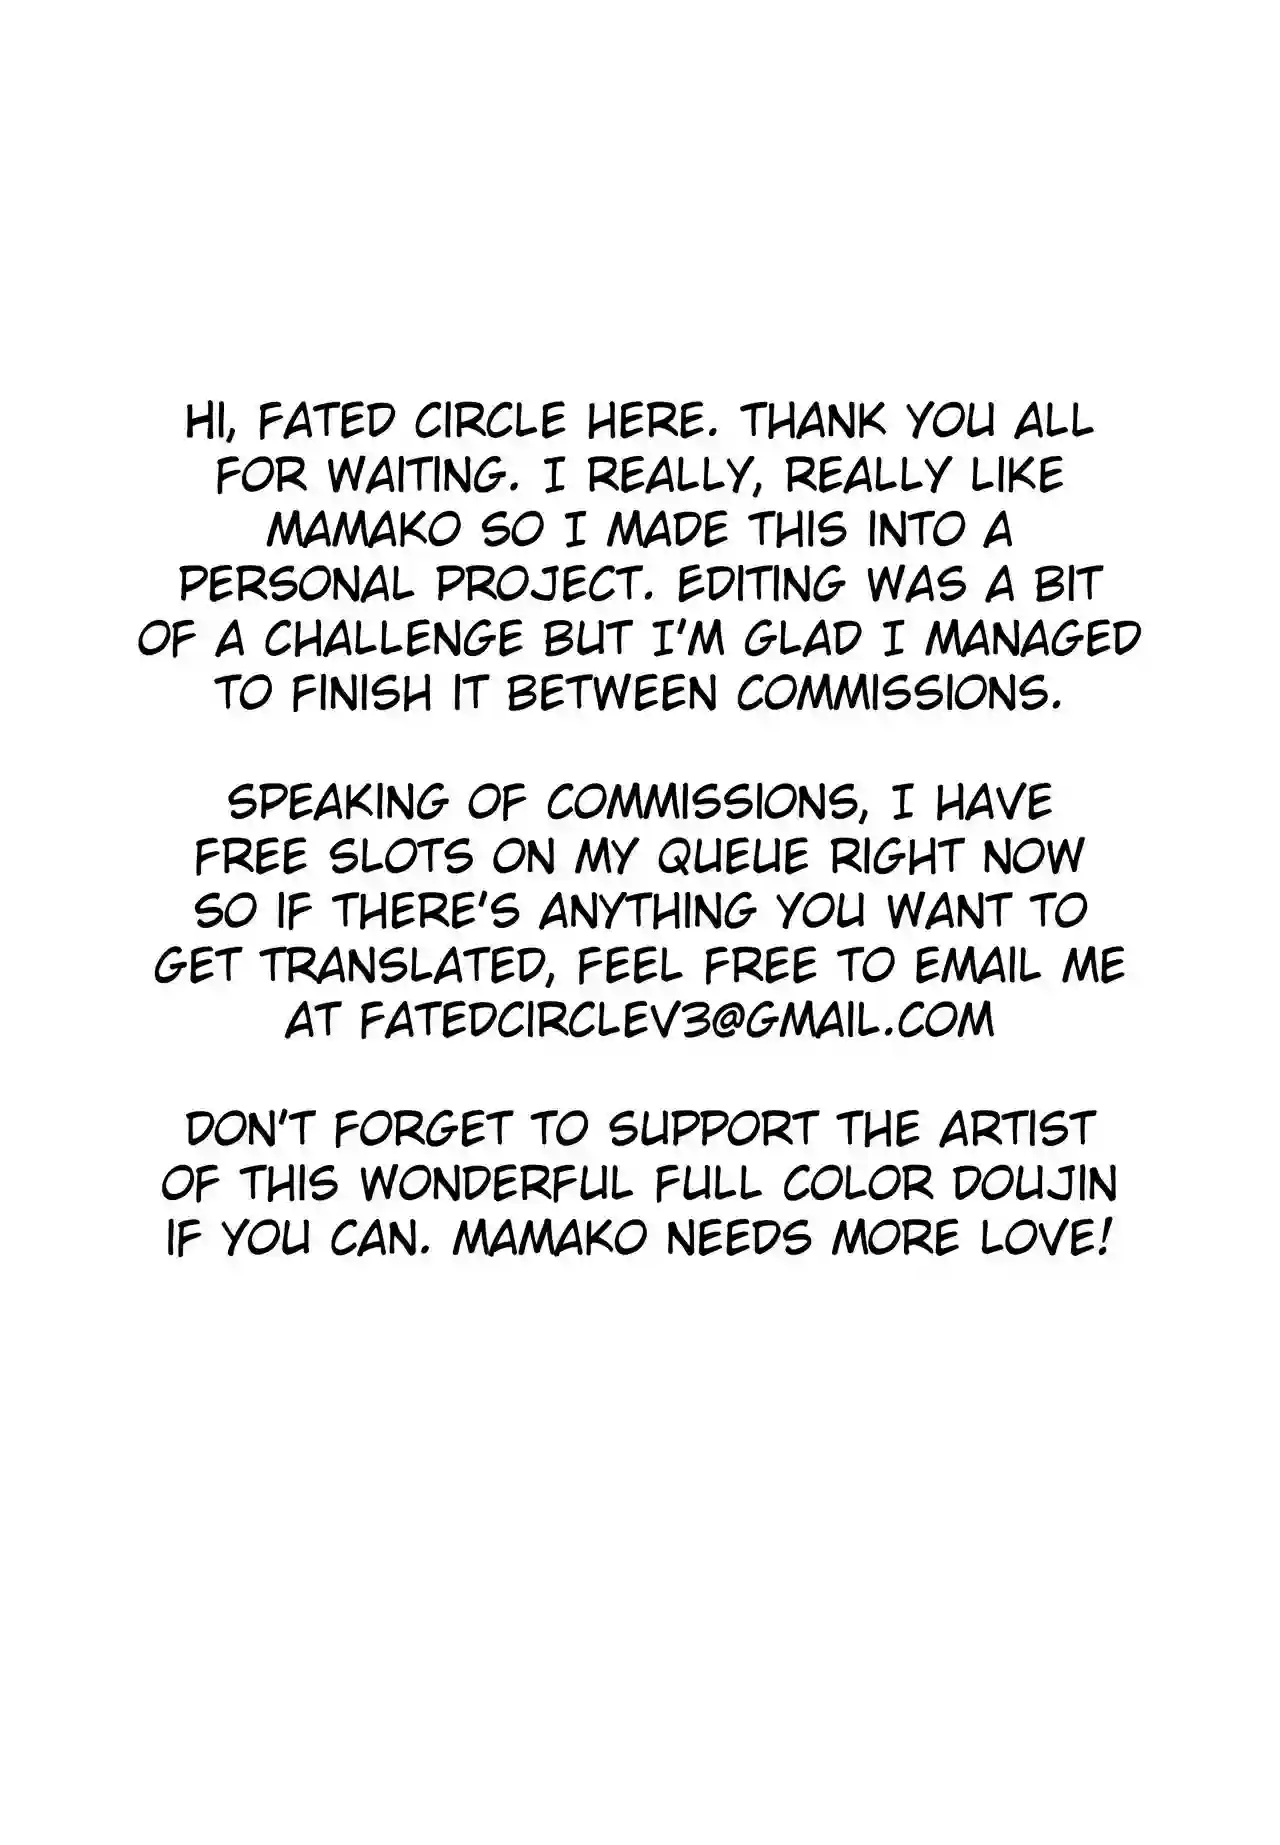 HI, FATED CIRCLE HERE. THANK YOU ALL
FOR WAITING. I REALLY, REALLY LIKE
MAMAKO SO I MADE THIS INTO A
PERSONAL PROJECT. EDITING WAS A BIT
OF A CHALLENGE BUT I'M GLAD I MANAGED
TO FINISH IT BETWEEN COMMISSIONS.
SPEAKING OF COMMISSIONS, I HAVE
FREE SLOTS ON MY QUEUE RIGHT NOW
SO IF THERE'S ANYTHING YOU WANT TO
GET TRANSLATED, FEEL FREE TO EMAIL ME
AT FATEDCIRCLEV3@GMAIL.COM
DON'T FORGET TO SUPPORT THE ARTIST
OF THIS WONDERFUL FULL COLOR DOUJIN
IF YOU CAN. MAMAKO NEEDS MORE LOVE!